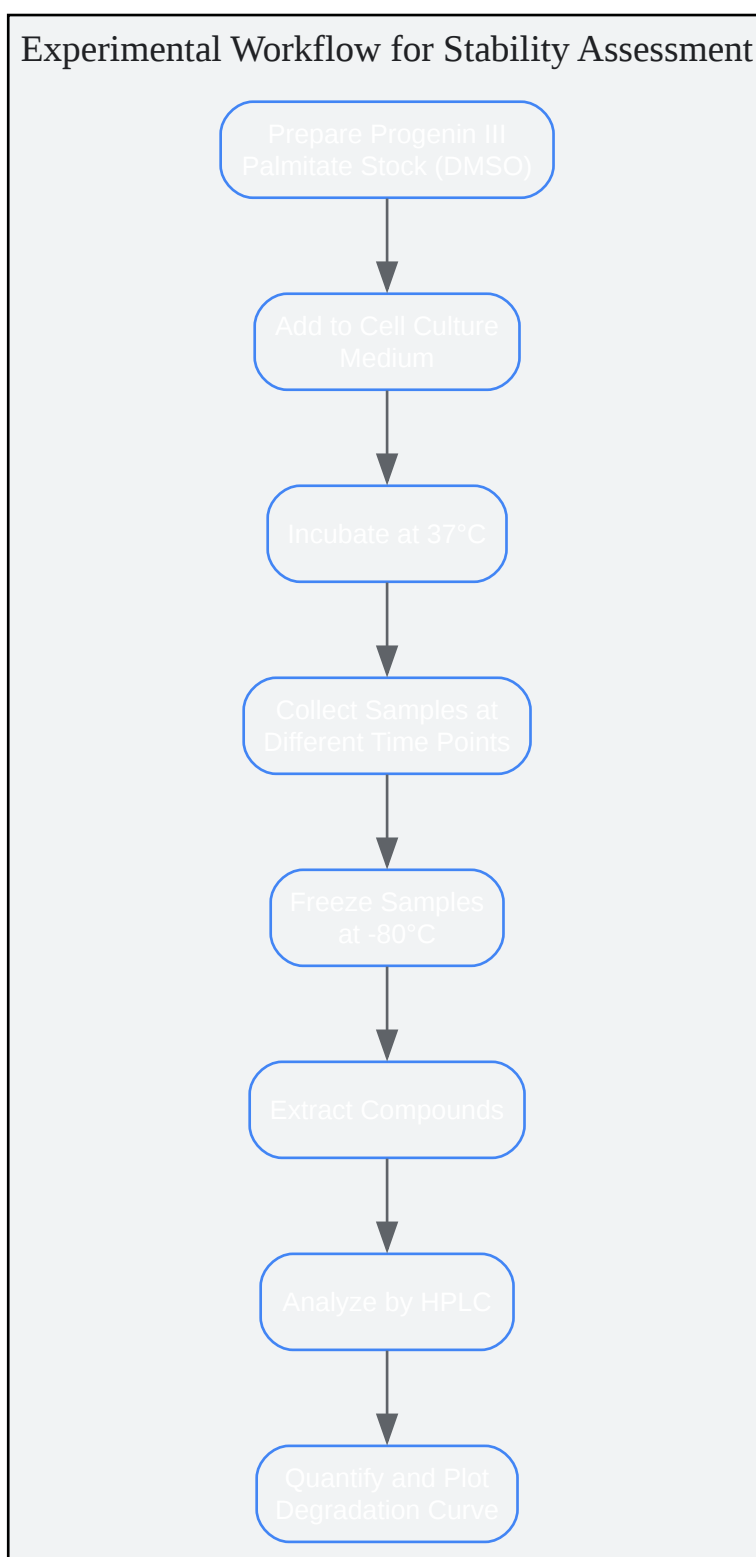 Experimental Workflow for Stability Assessment
Prepare Progenin III
Palmitate Stock (DMSO)
Add to Cell Culture
Medium
Incubate at 37°C
Collect Samples at
Different Time Points
Freeze Samples
at -80°C
Extract Compounds
Analyze by HPLC
Quantify and Plot
Degradation Curve